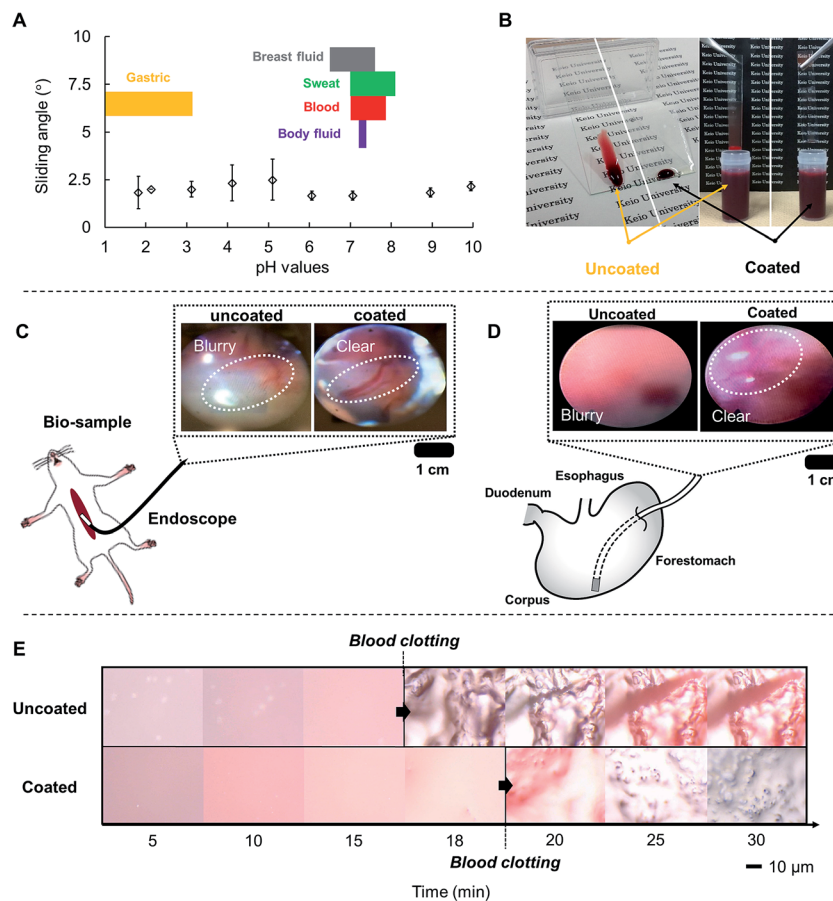 A
10
7.5
5
2.5
0
Sliding angle (°)
Gastric
Breast fluid
Sweat
Blood
Body fluid
1 2 3 4 5 6 7 8 9 10
pH values
B
Keio University
Uncoated
Coated
C
uncoated
coated
Blurry
Clear
1 cm
Bio-sample
Endoscope
D
Uncoated
Coated
Blurry
Clear
1 cm
Esophagus
Duodenum
Forestomach
Corpus
E
Blood clotting
Uncoated
Coated
5 10 15 18 20 25 30
Blood clotting
10 µm
Time (min)